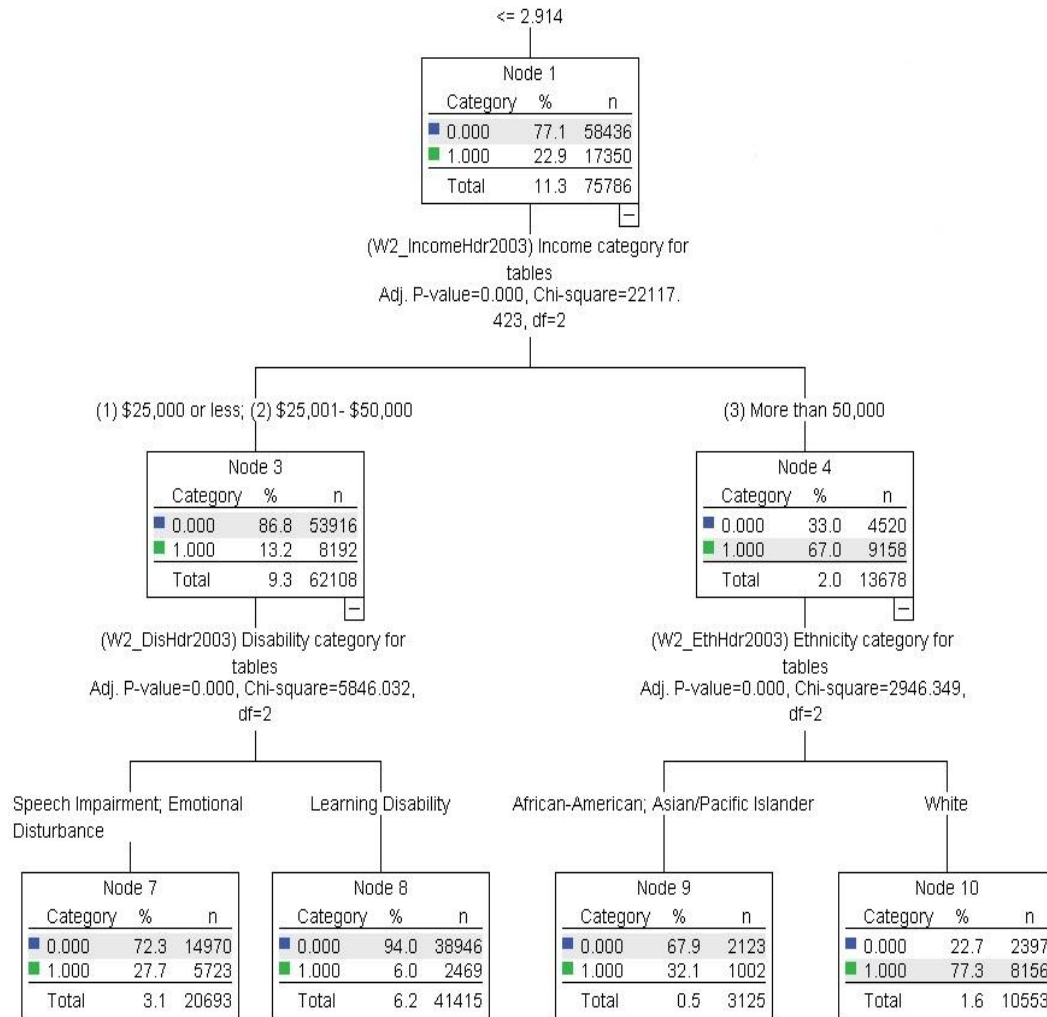 <= 2.914
Node 1
Category % n
0.000 77.1 58436
1.000 22.9 17350
Total 11.3 75786
(W2_IncomeHdr2003) Income category for
tables
Adj. P-value=0.000, Chi-square=22117.
423, df=2
(1) $25,000 or less; (2) $25,001- $50,000
(3) More than 50,000
Node 3
Category % n
0.000 86.8 53916
1.000 13.2 8192
Total 9.3 62108
Node 4
Category % n
0.000 33.0 4520
1.000 67.0 9158
Total 2.0 13678
(W2_DisHdr2003) Disability category for
tables
Adj. P-value=0.000, Chi-square=5846.032,
df=2
(W2_EthHdr2003) Ethnicity category for
tables
Adj. P-value=0.000, Chi-square=2946.349,
df=2
Speech Impairment; Emotional
Disturbance
Learning Disability
African-American; Asian/Pacific Islander
White
Node 7
Category % n
0.000 72.3 14970
1.000 27.7 5723
Total 3.1 20693
Node 8
Category % n
0.000 94.0 38946
1.000 6.0 2469
Total 6.2 41415
Node 9
Category % n
0.000 67.9 2123
1.000 32.1 1002
Total 0.5 3125
Node 10
Category % n
0.000 22.7 2397
1.000 77.3 8156
Total 1.6 10553